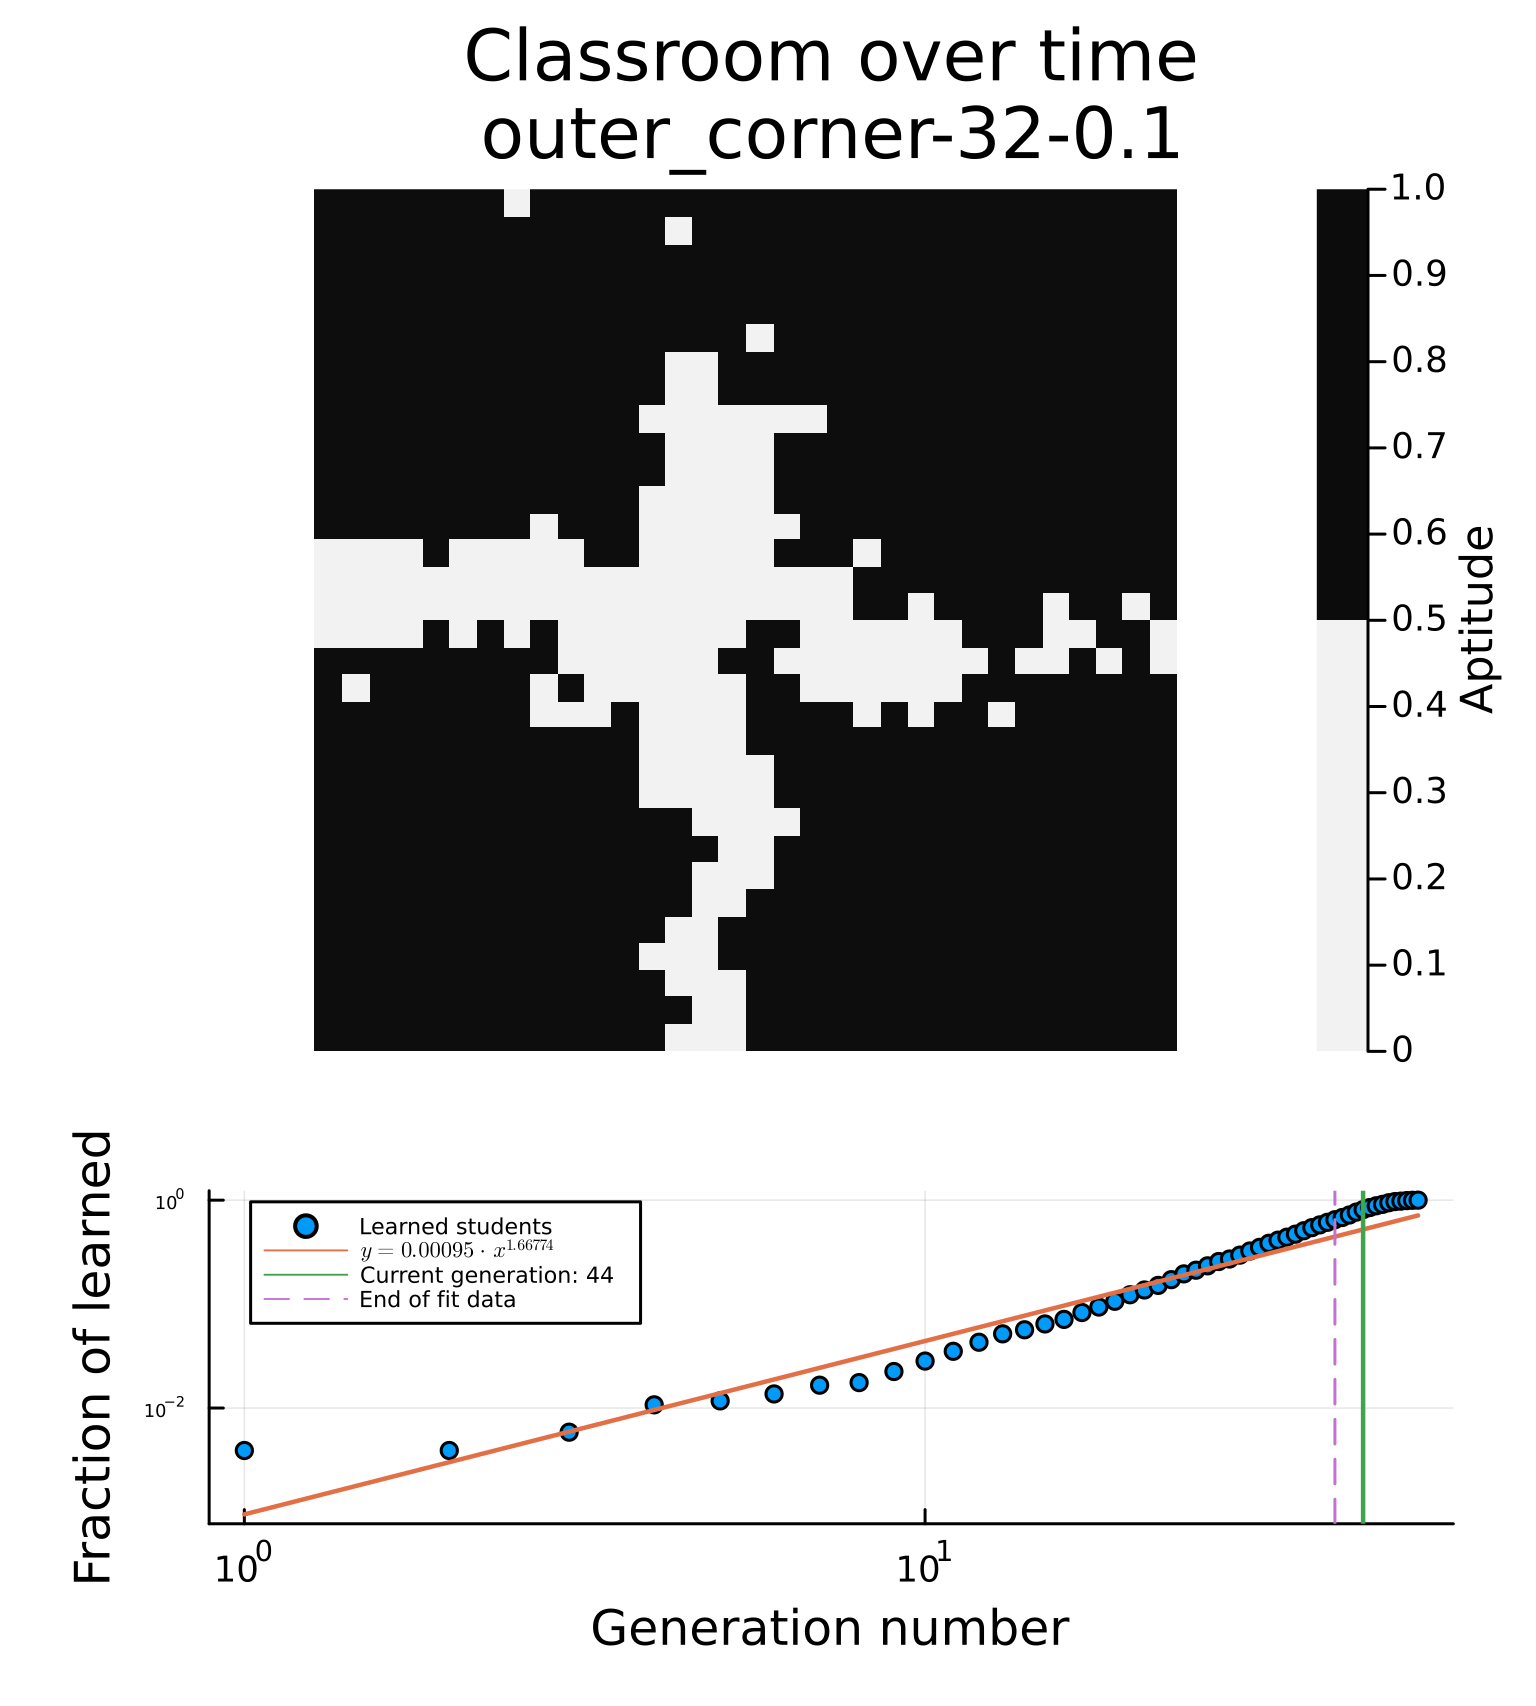 Classroom over time
outer_corner-32-0.1
1.0
0.9
0.8
0.7
0.6
0.5
0.4
0.3
0.2
0.1
0
Aptitude
Fraction of learned
10⁰
10⁻²
Learned students
y = 0.00095 · x^1.66774
Current generation: 44
End of fit data
10⁰
10¹
Generation number